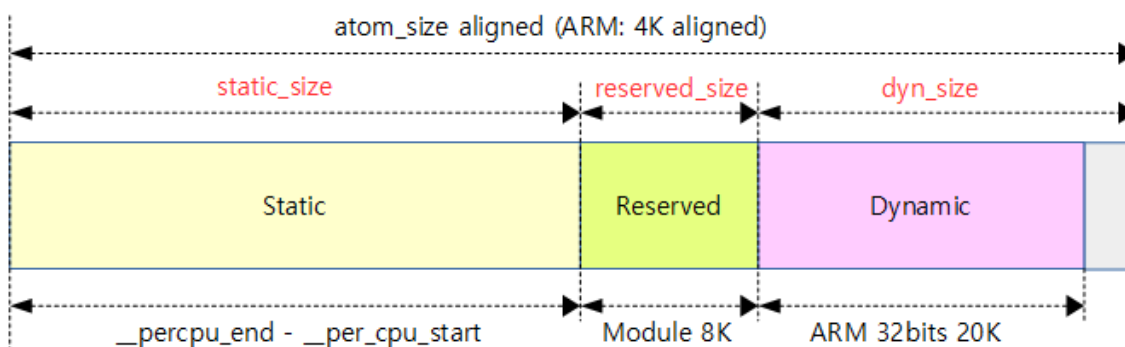 atom_size aligned (ARM: 4K aligned)
static_size reserved_size dyn_size
Static Reserved Dynamic
__percpu_end - __per_cpu_start Module 8K ARM 32bits 20K